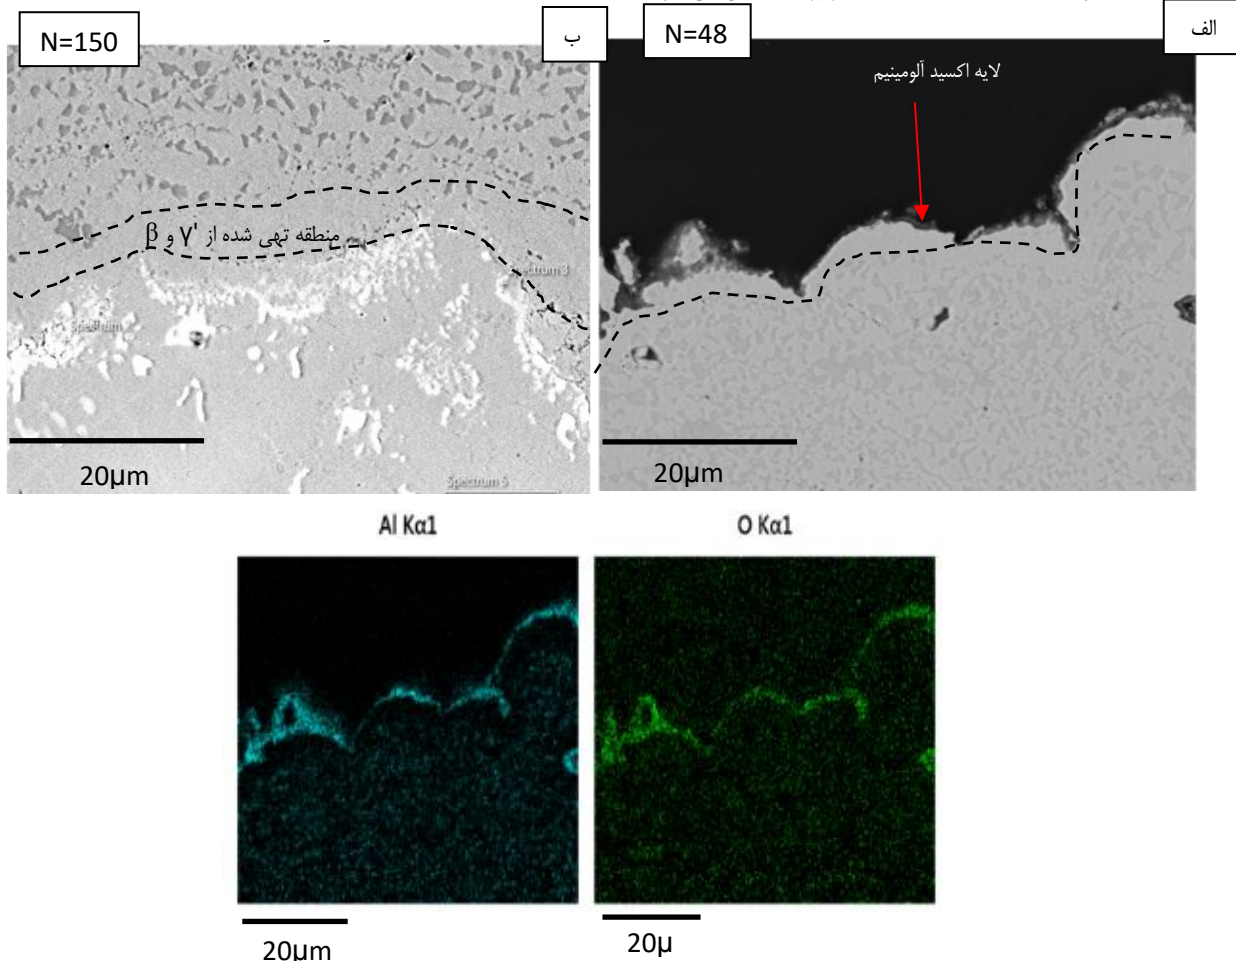 الف
N=48
ب
N=150
لایه اکسید آلومینیم
منطقه تهی شده از 'γ و β
Spectrum 3
Spectrum
Spectrum 5
20µm
20µm
Al Kα1
O Kα1
20µm
20µ